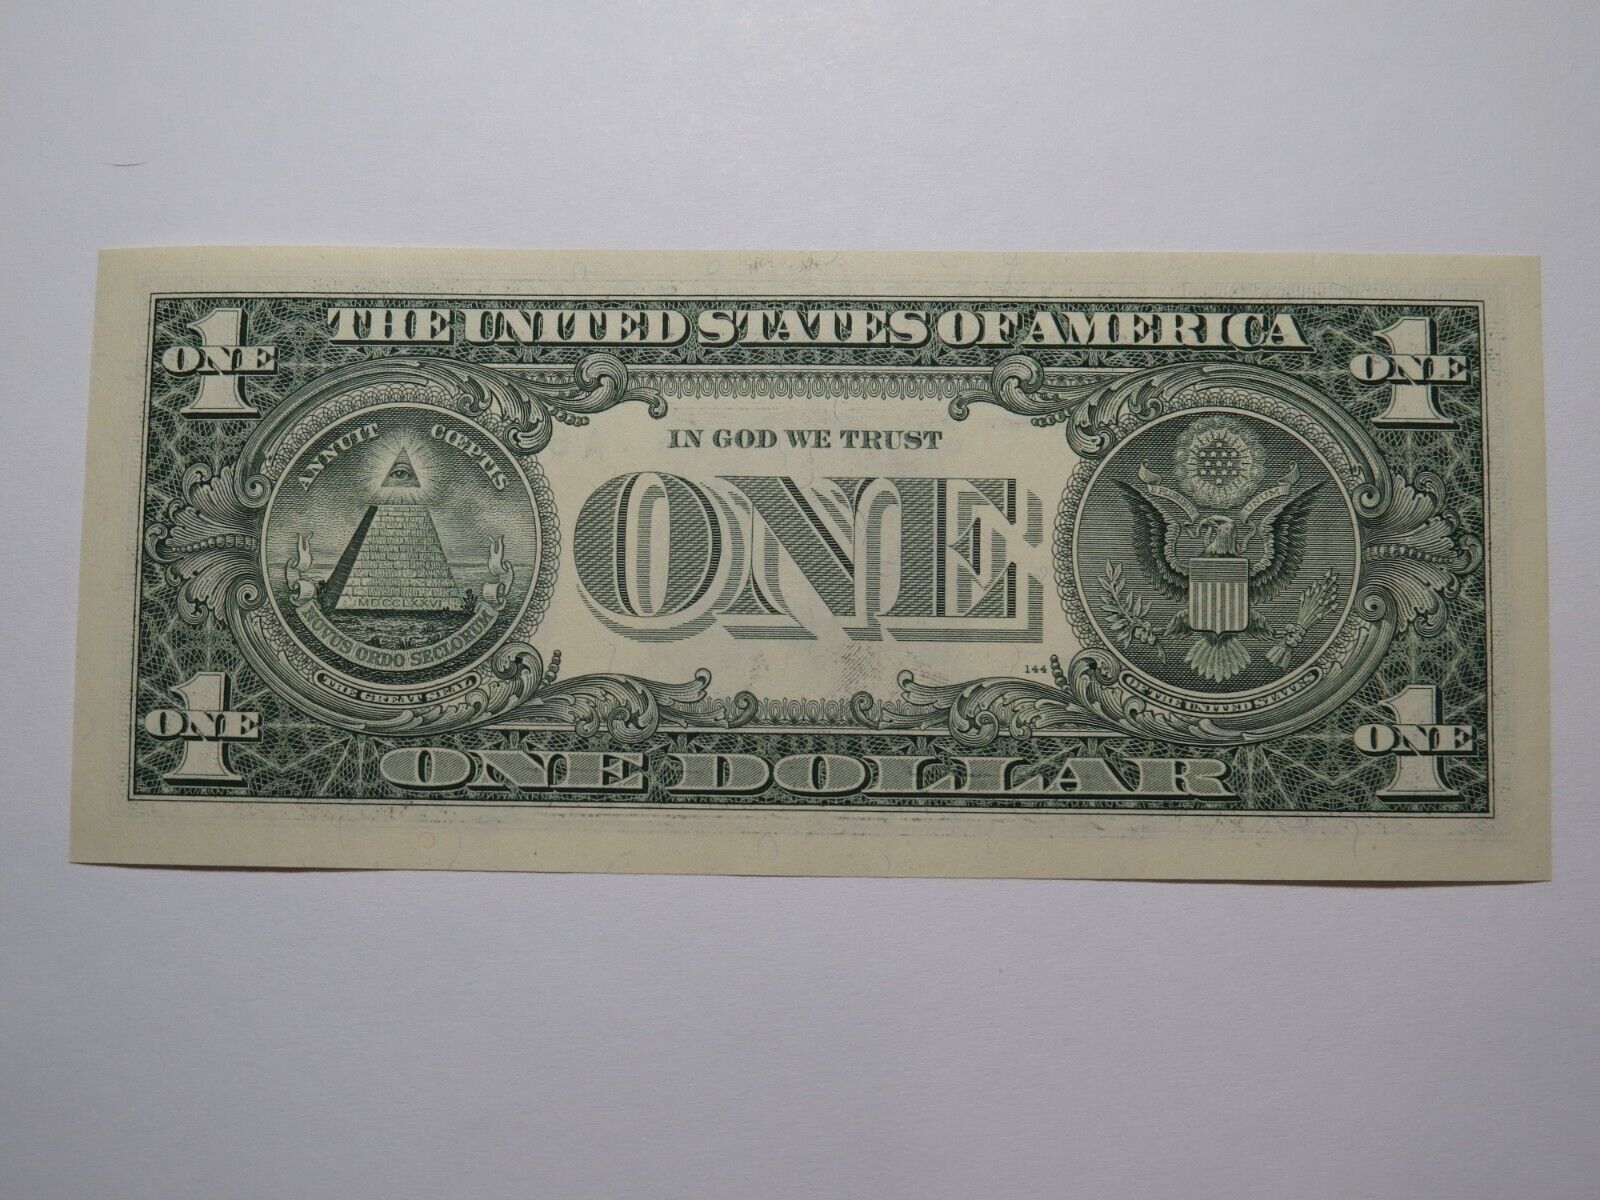 THE UNITED STATES OF AMERICA
1 ONE
1 ONE
IN GOD WE TRUST
ANNUIT CŒPTIS
ONE
MDCCLXXVI
NOVUS ORDO SECLORUM
144
THE GREAT SEAL
OF THE UNITED STATES
1 ONE
1 ONE
ONE DOLLAR